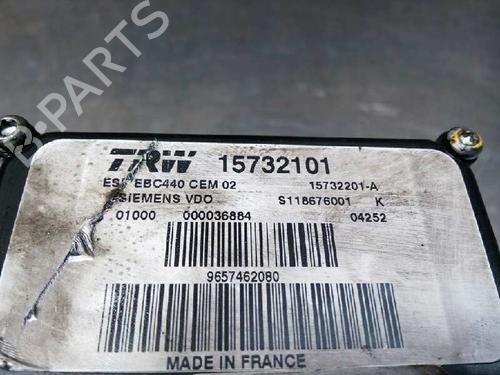 B-PARTS
TRW 15732101
ESP EBC440 CEM 02 15732201-A
SIEMENS VDO S118676001 K
01000 000036884 04252
9657462080
MADE IN FRANCE